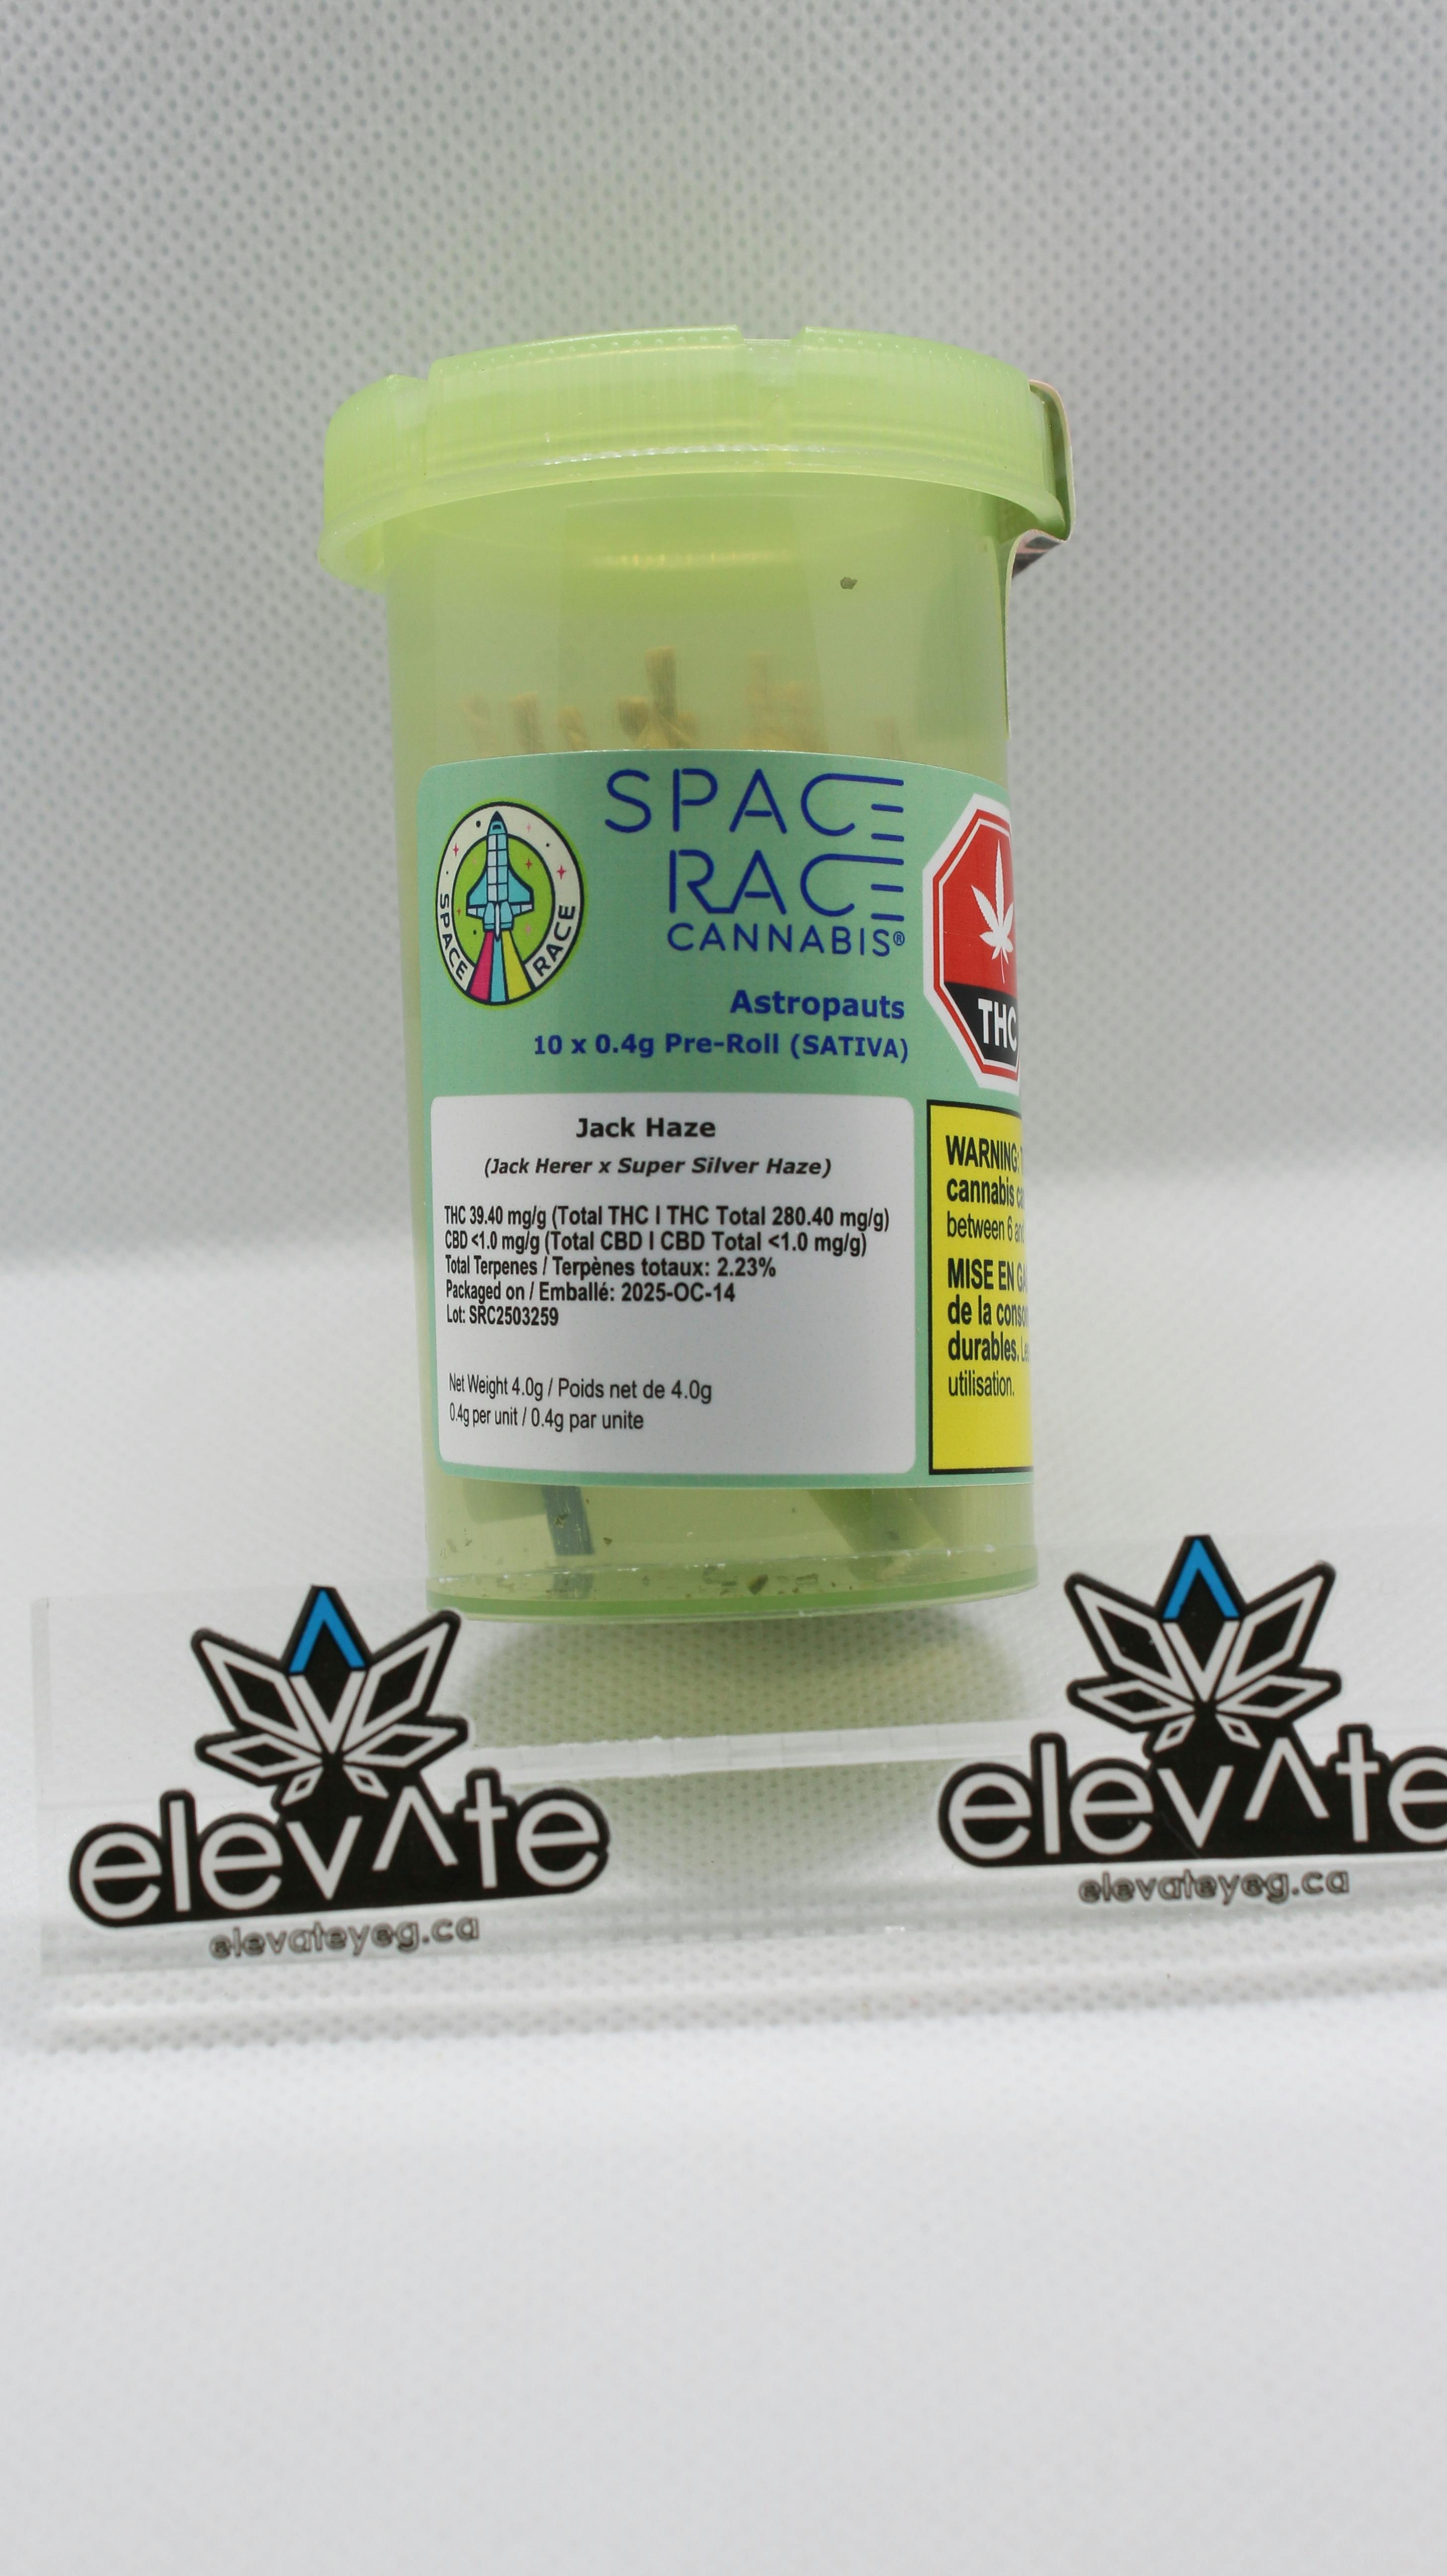 SPACE
RACE
CANNABIS®
SPACE RACE
Astropauts
10 x 0.4g Pre-Roll (SATIVA)
THC
Jack Haze
(Jack Herer x Super Silver Haze)
THC 39.40 mg/g (Total THC I THC Total 280.40 mg/g)
CBD <1.0 mg/g (Total CBD I CBD Total <1.0 mg/g)
Total Terpenes / Terpènes totaux: 2.23%
Packaged on / Emballé: 2025-OC-14
Lot: SRC2503259
Net Weight 4.0g / Poids net de 4.0g
0.4g per unit / 0.4g par unite
WARNING:
cannabis
between 6
MISE EN
de la
durables.
utilisation.
elevΛte
elevateyeg.ca
elevΛte
elevateyeg.ca